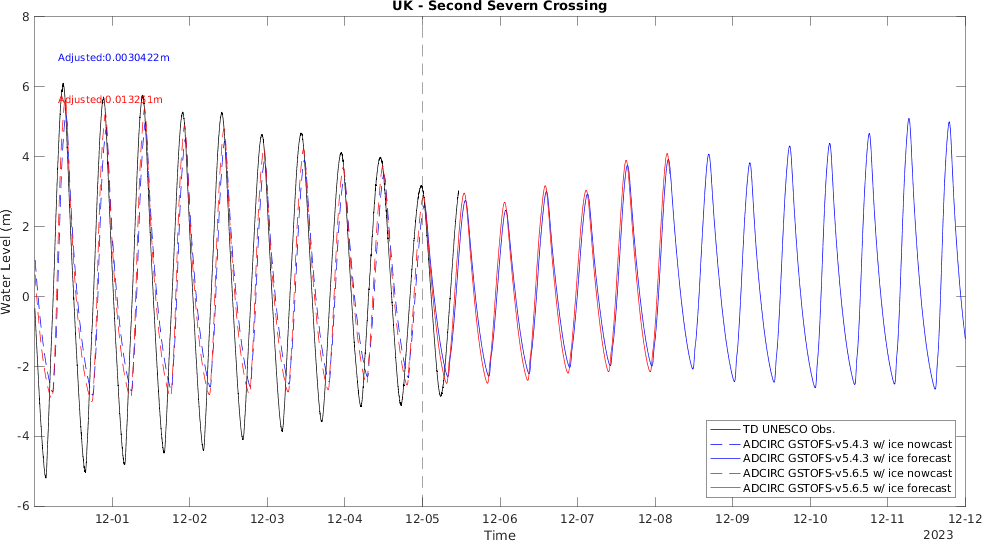 UK - Second Severn Crossing
8
6
4
2
0
-2
-4
-6
Water Level (m)
Adjusted:0.0030422m
12-01
12-02
12-03
12-04
12-05
12-06
12-07
12-08
12-09
12-10
12-11
12-12
Time
2023
TD UNESCO Obs.
ADCIRC GSTOFS-v5.4.3 w/ ice nowcast
ADCIRC GSTOFS-v5.4.3 w/ ice forecast
ADCIRC GSTOFS-v5.6.5 w/ ice nowcast
ADCIRC GSTOFS-v5.6.5 w/ ice forecast